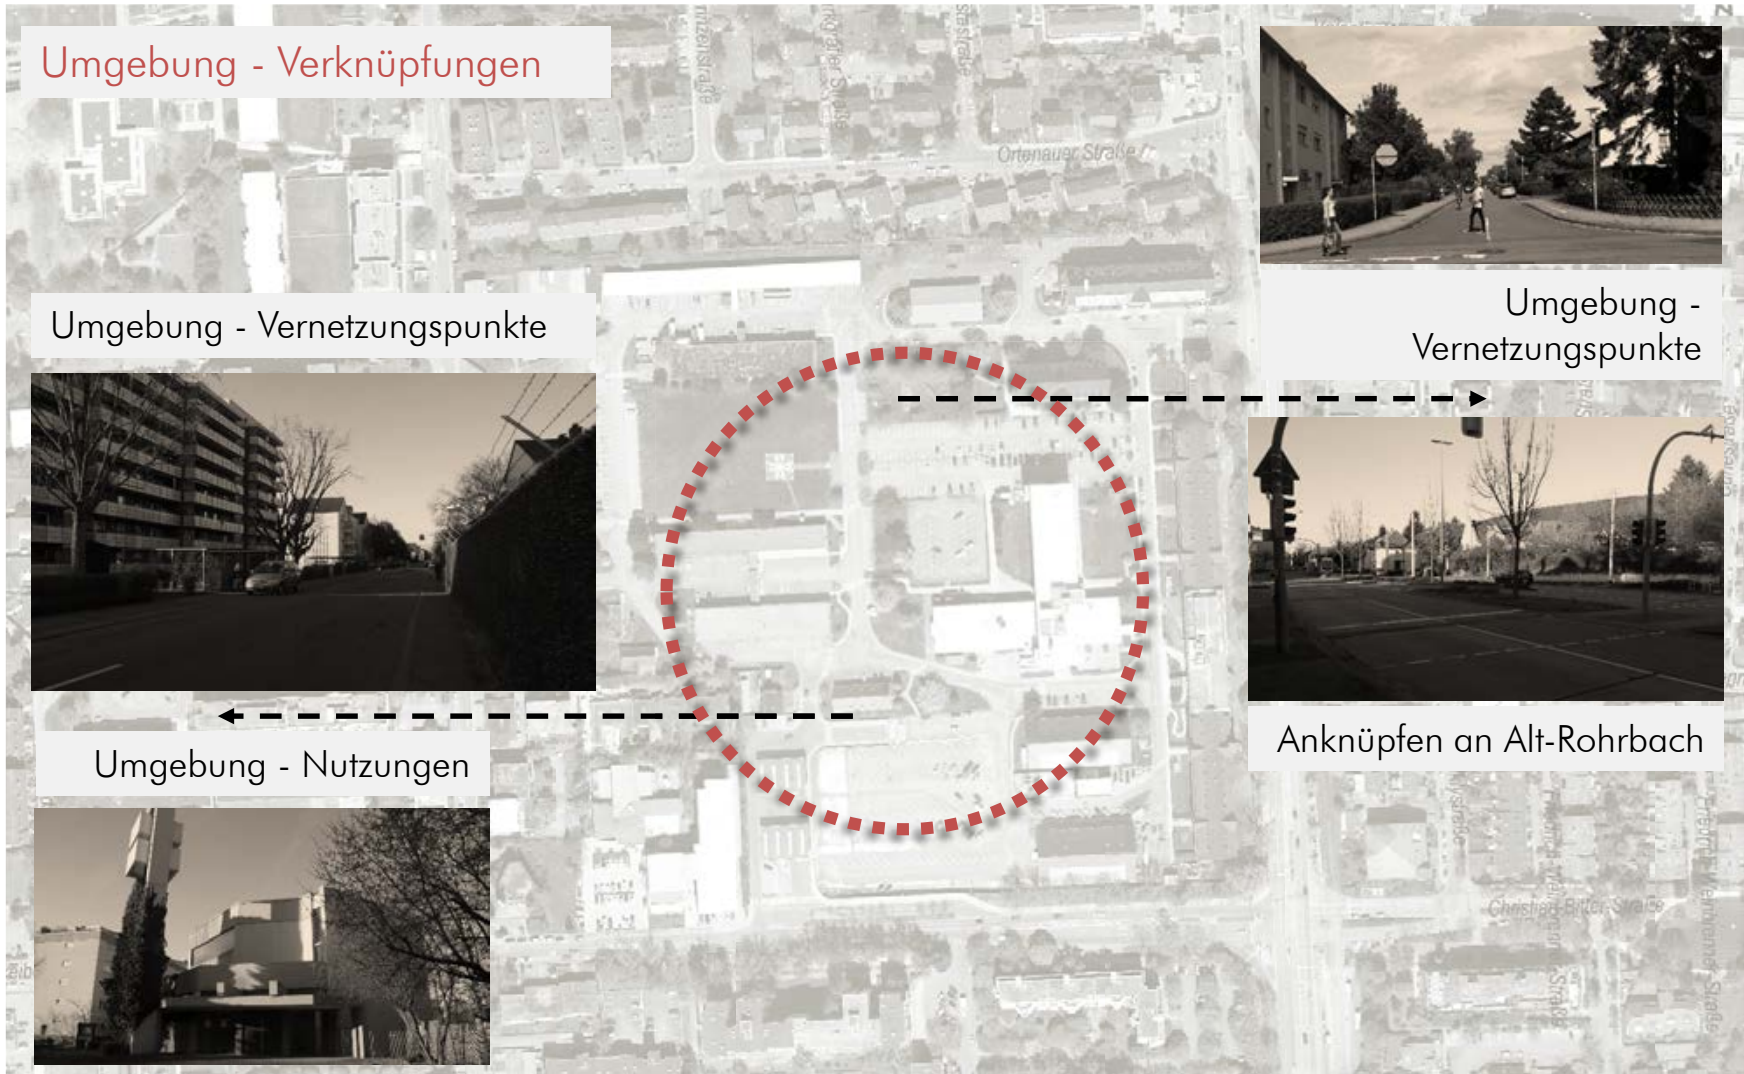 Umgebung - Verknüpfungen
Ortenauer Straße
Umgebung - Vernetzungspunkte
Umgebung -
Vernetzungspunkte
Umgebung - Nutzungen
Anknüpfen an Alt-Rohrbach
Christian-Bitter-Straße